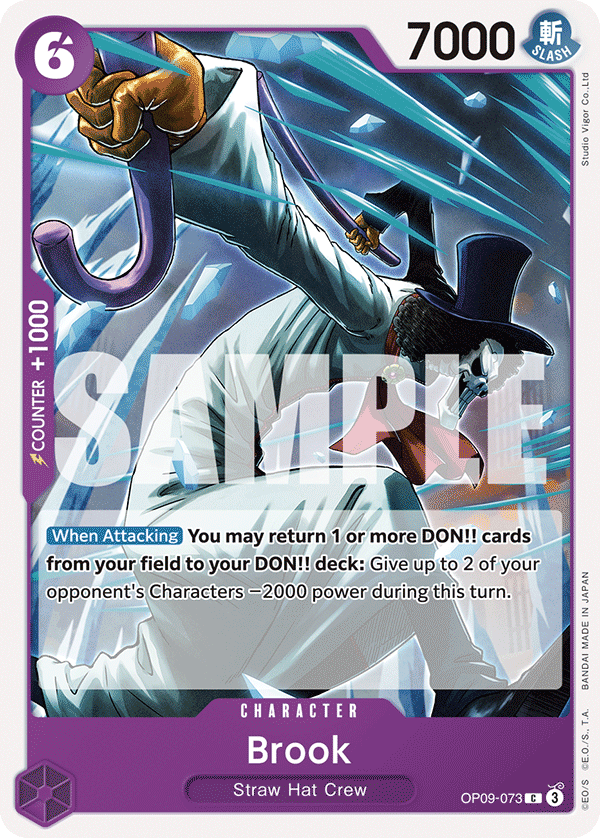 6
7000
斬
SLASH
Studio Vigor Co.,Ltd
COUNTER +1000
SAMPLE
When Attacking You may return 1 or more DON!! cards
from your field to your DON!! deck: Give up to 2 of your
opponent's Characters −2000 power during this turn.
CHARACTER
Brook
Straw Hat Crew
OP09-073 C 3
©E.O/S ©E.O./S., T.A. BANDAI MADE IN JAPAN